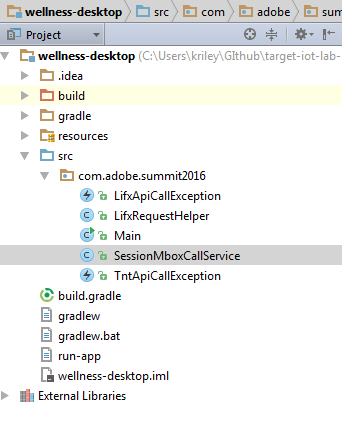 wellness-desktop src com adobe sum
Project
wellness-desktop (C:\Users\kriley\GIthub\target-iot-lab-
.idea
build
gradle
resources
src
com.adobe.summit2016
LifxApiCallException
LifxRequestHelper
Main
SessionMboxCallService
TntApiCallException
build.gradle
gradlew
gradlew.bat
run-app
wellness-desktop.iml
External Libraries